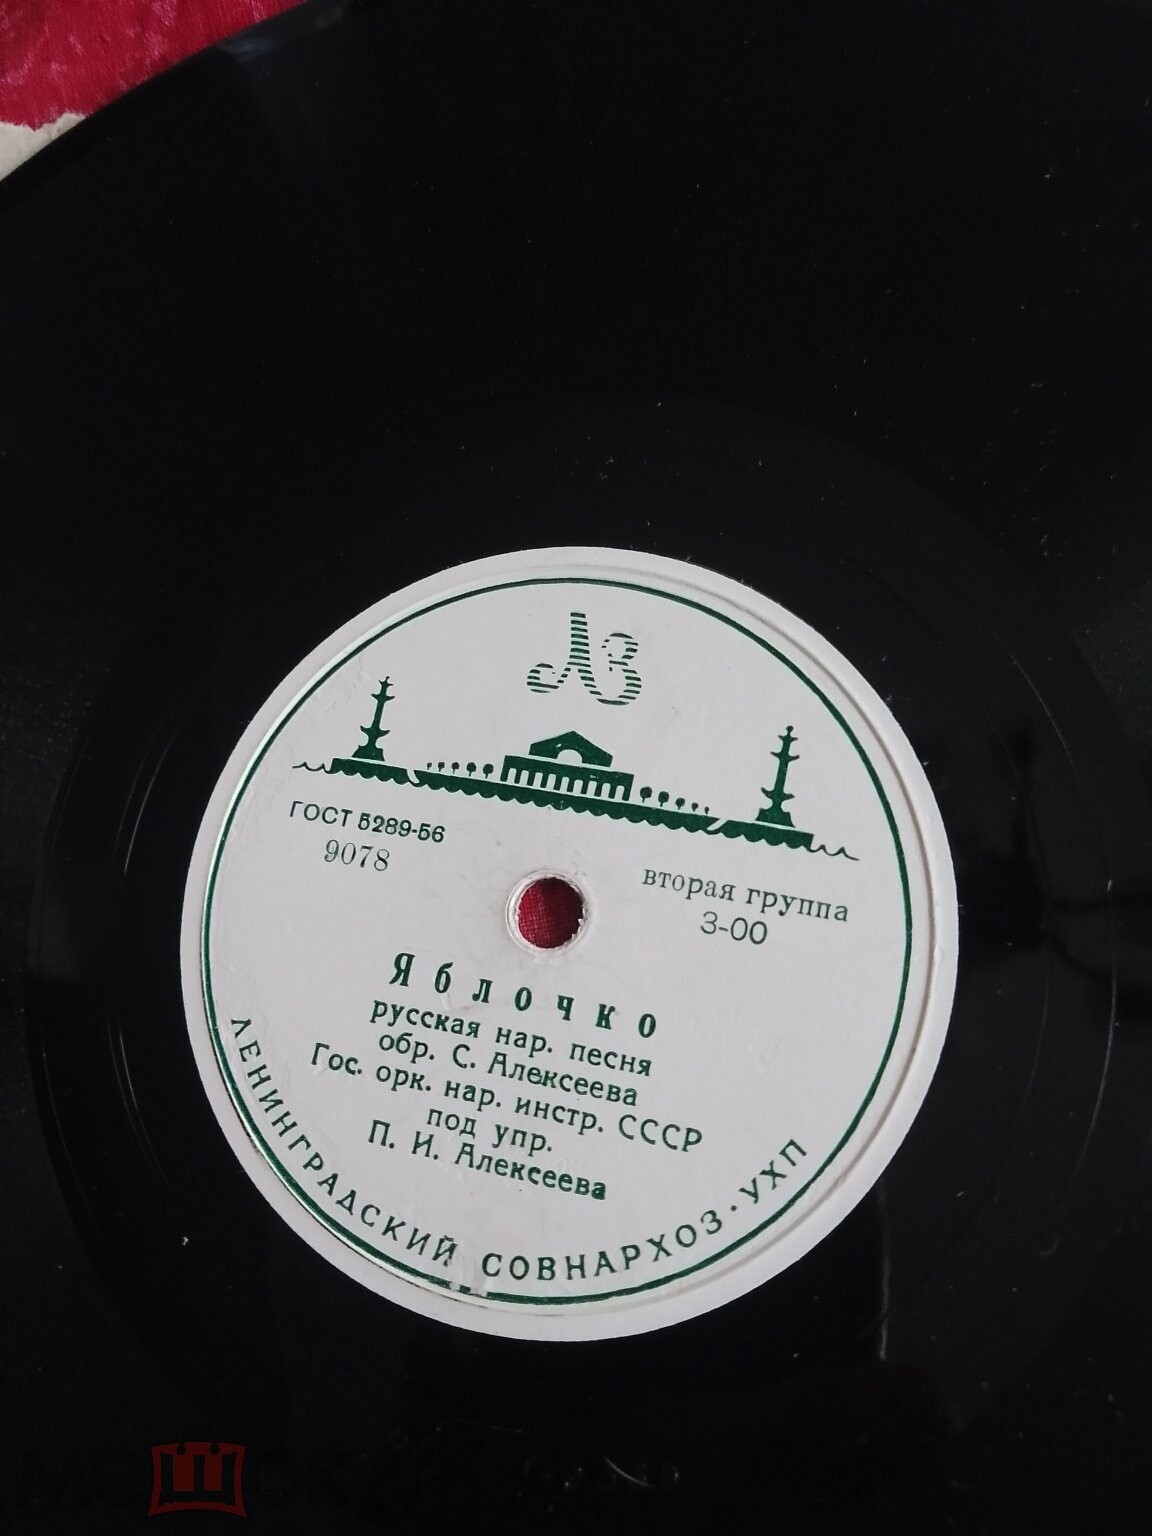 ЛЗ
ГОСТ 5289-56
9078
вторая группа
3-00
Яблочко
русская нар. песня
обр. С. Алексеева
Гос. орк. нар. инстр. СССР
под упр.
П. И. Алексеева
ЛЕНИНГРАДСКИЙ СОВНАРХОЗ · УХП
мешок